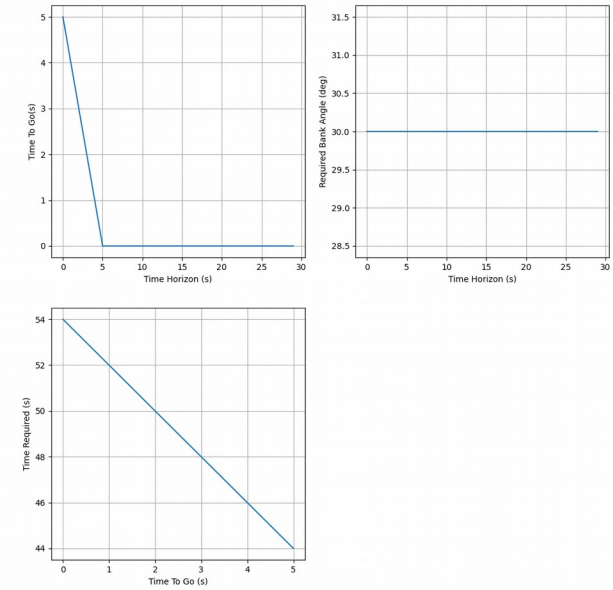 Time To Go(s)
5
4
3
2
1
0
0 5 10 15 20 25 30
Time Horizon (s)
Required Bank Angle (deg)
31.5
31.0
30.5
30.0
29.5
29.0
28.5
0 5 10 15 20 25 30
Time Horizon (s)
Time Required (s)
54
52
50
48
46
44
0 1 2 3 4 5
Time To Go (s)